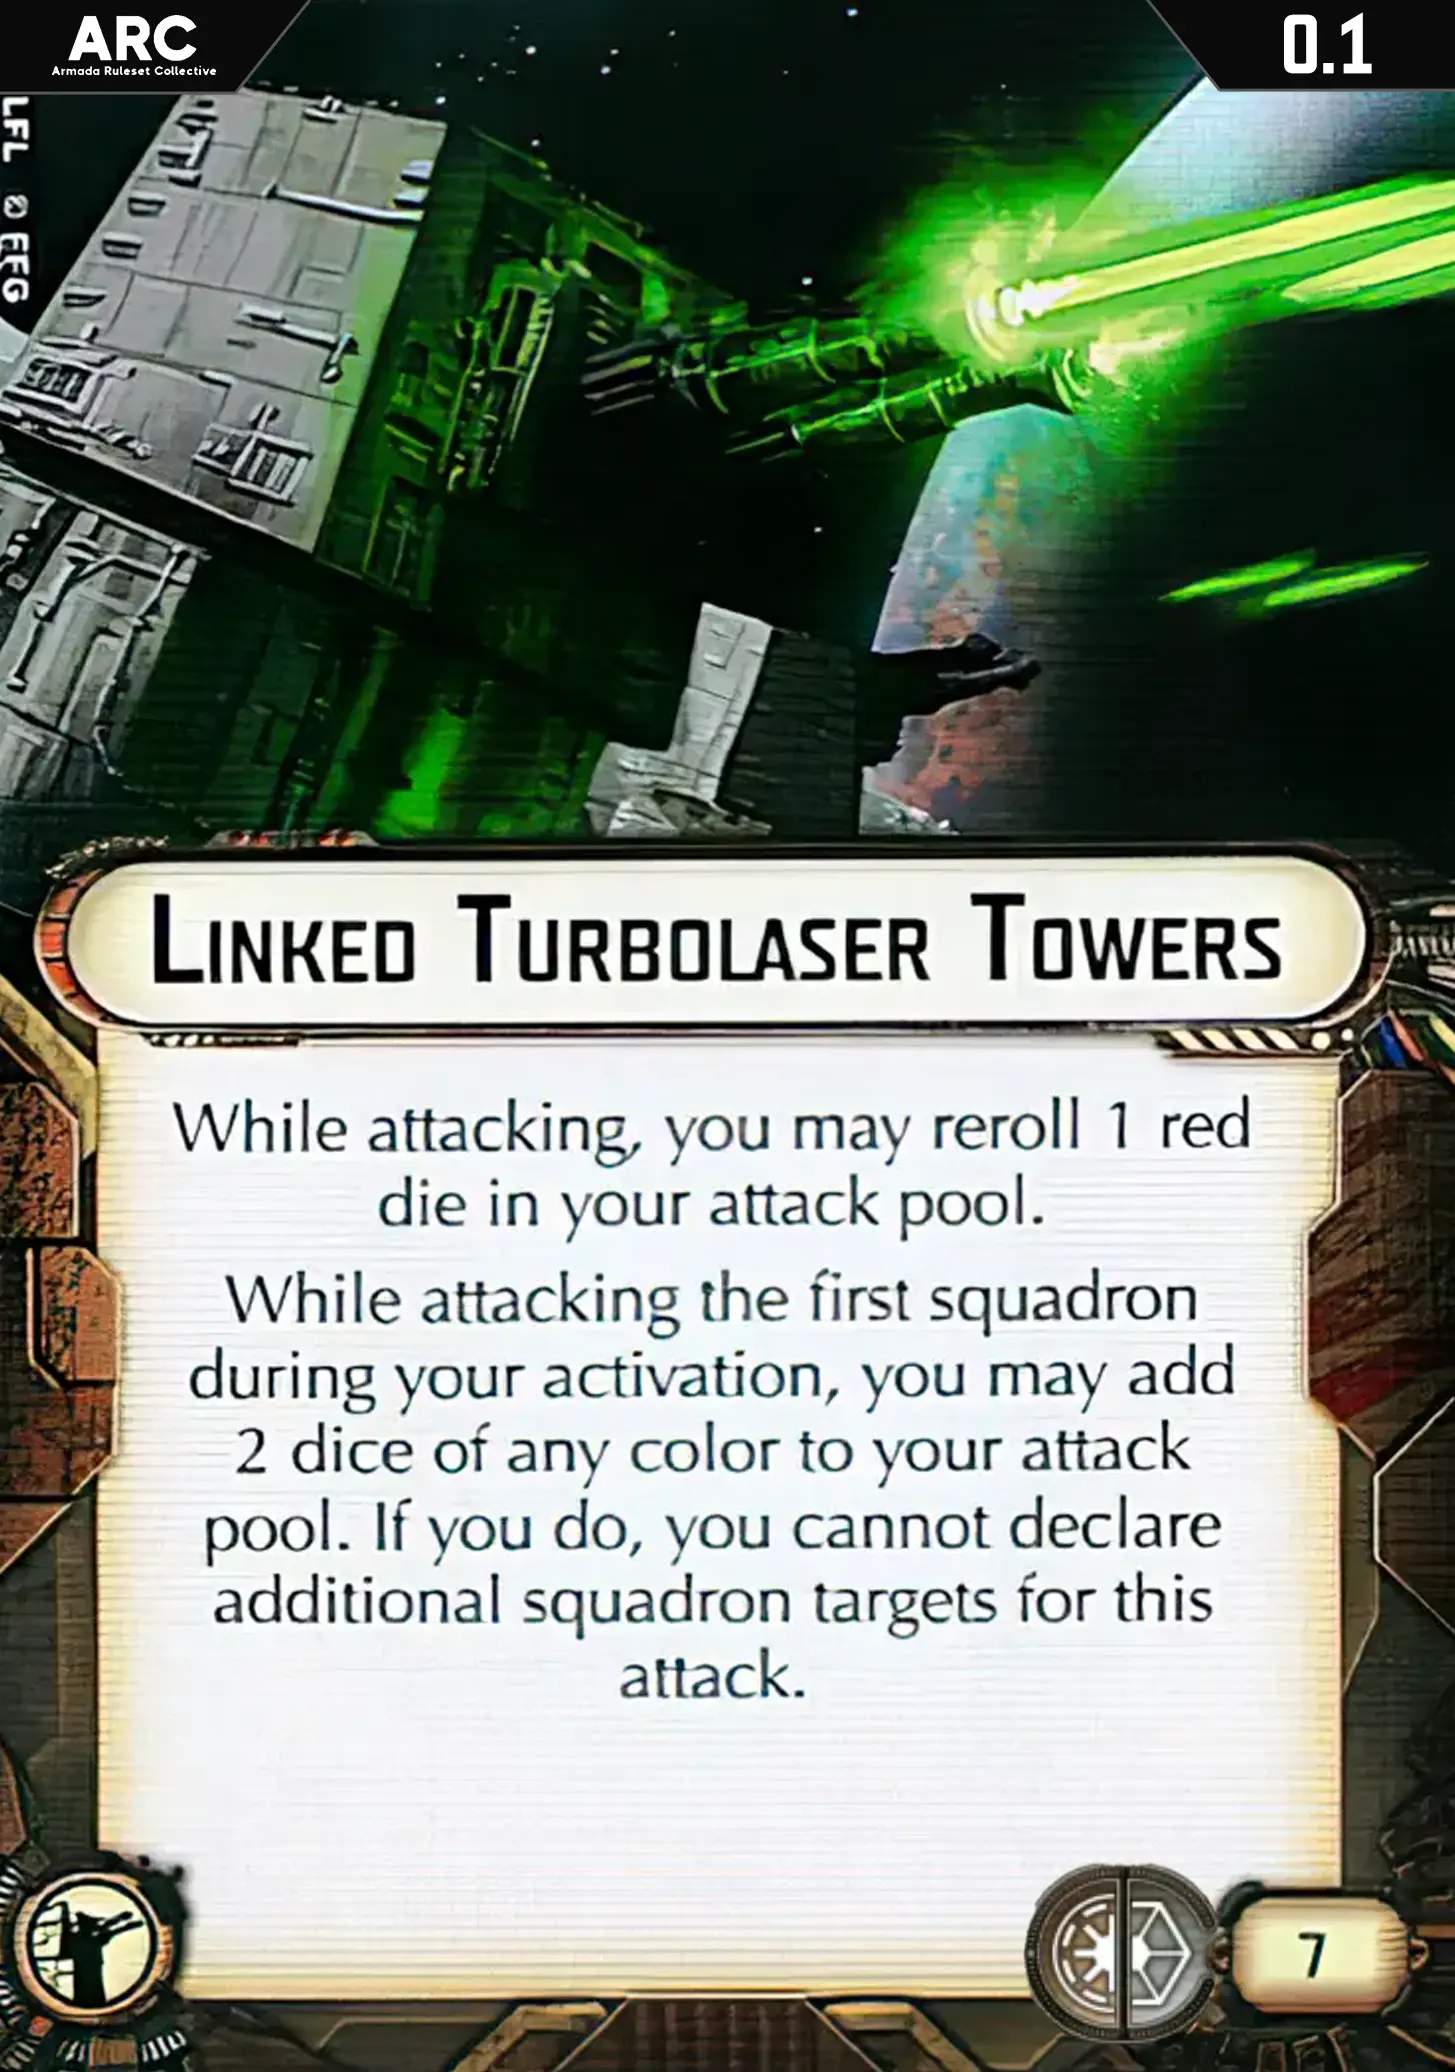 ARC
Armada Ruleset Collective
0.1
LFL © FFG
LINKED TURBOLASER TOWERS
While attacking, you may reroll 1 red
die in your attack pool.
While attacking the first squadron
during your activation, you may add
2 dice of any color to your attack
pool. If you do, you cannot declare
additional squadron targets for this
attack.
7